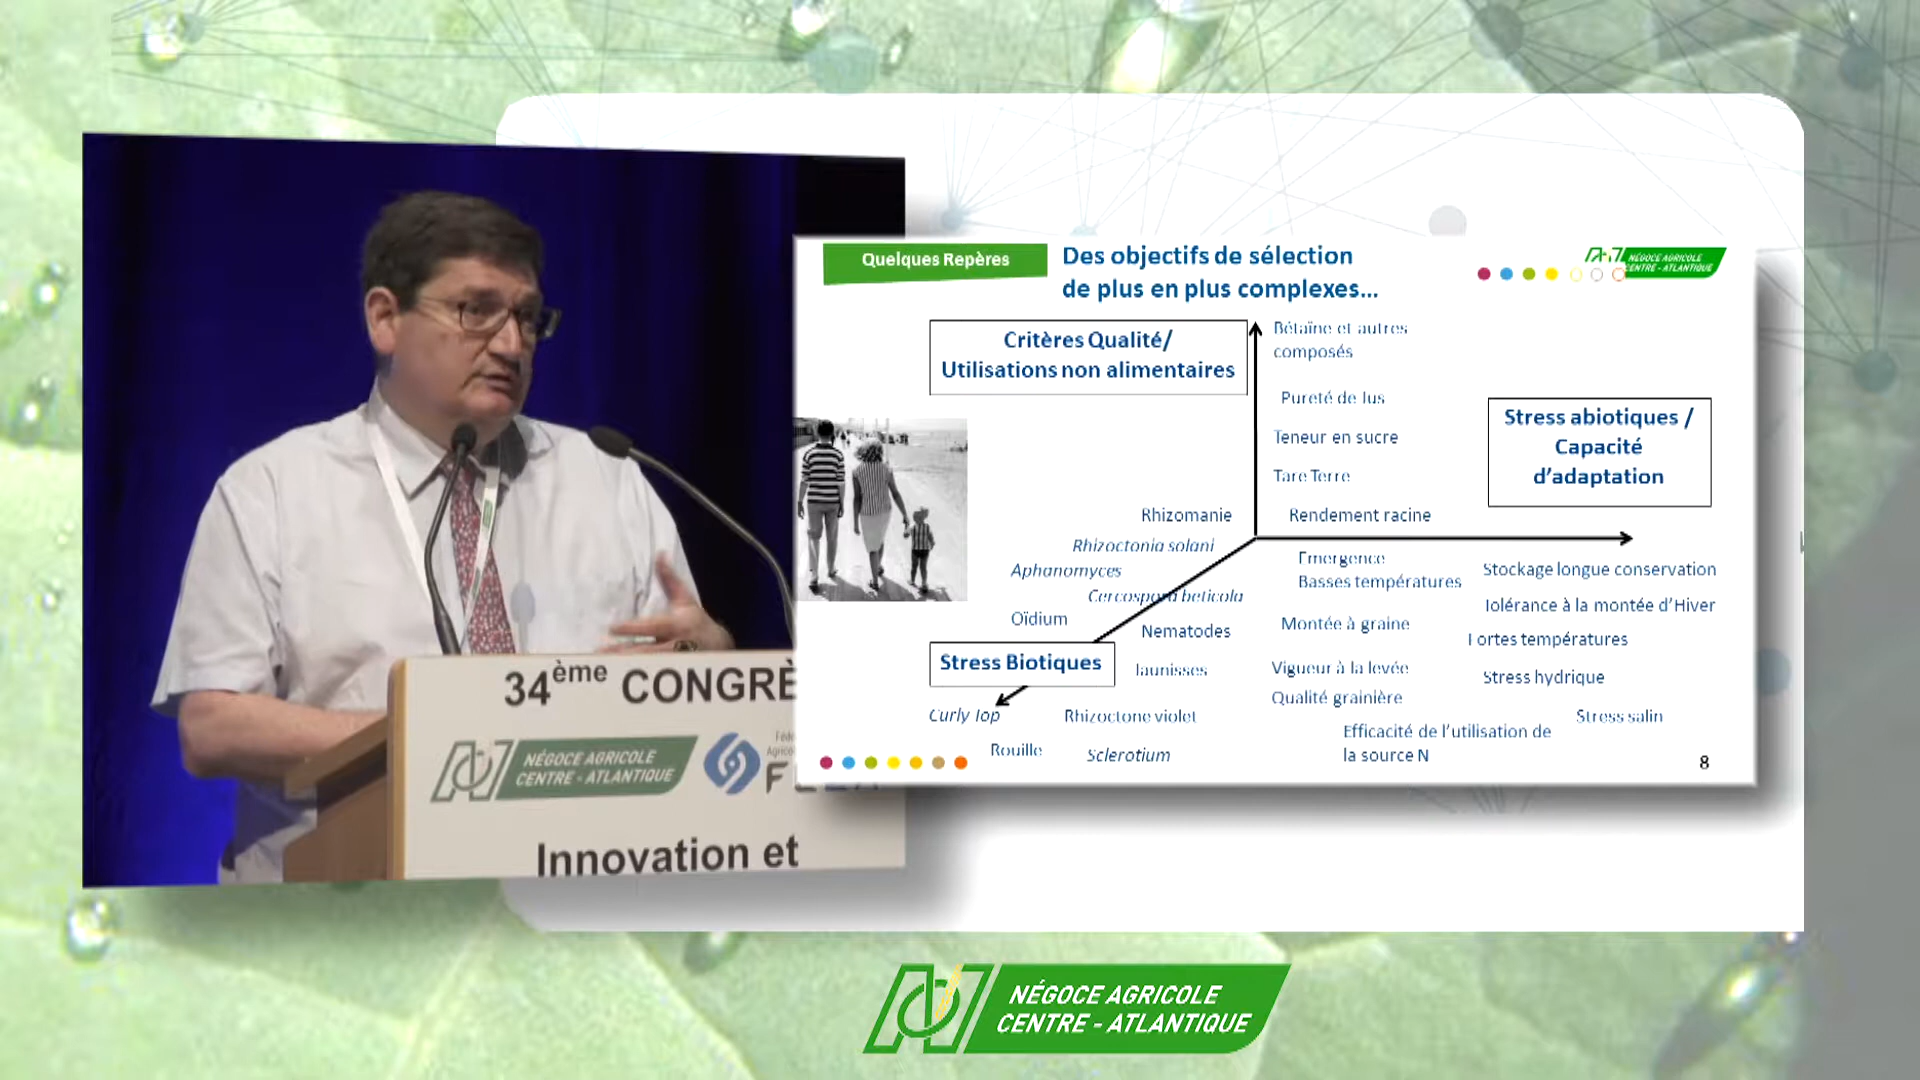 Quelques Repères
Des objectifs de sélection
de plus en plus complexes...
NÉGOCE AGRICOLE
CENTRE - ATLANTIQUE
Critères Qualité/
Utilisations non alimentaires
Bétaïne et autres
composés
Pureté de Jus
Teneur en sucre
Tare Terre
Rendement racine
Stress abiotiques /
Capacité
d'adaptation
Rhizomanie
Rhizoctonia solani
Aphanomyces
Cercospora beticola
Oïdium
Nematodes
Stress Biotiques
Jaunisses
Curly Top
Rhizoctone violet
Rouille
Sclerotium
Emergence
Basses températures
Montée à graine
Vigueur à la levée
Qualité grainière
Efficacité de l'utilisation de
la source N
Stockage longue conservation
Tolérance à la montée d'Hiver
Fortes températures
Stress hydrique
Stress salin
8
34ème CONGRÈ
NÉGOCE AGRICOLE
CENTRE - ATLANTIQUE
Innovation et
NÉGOCE AGRICOLE
CENTRE - ATLANTIQUE